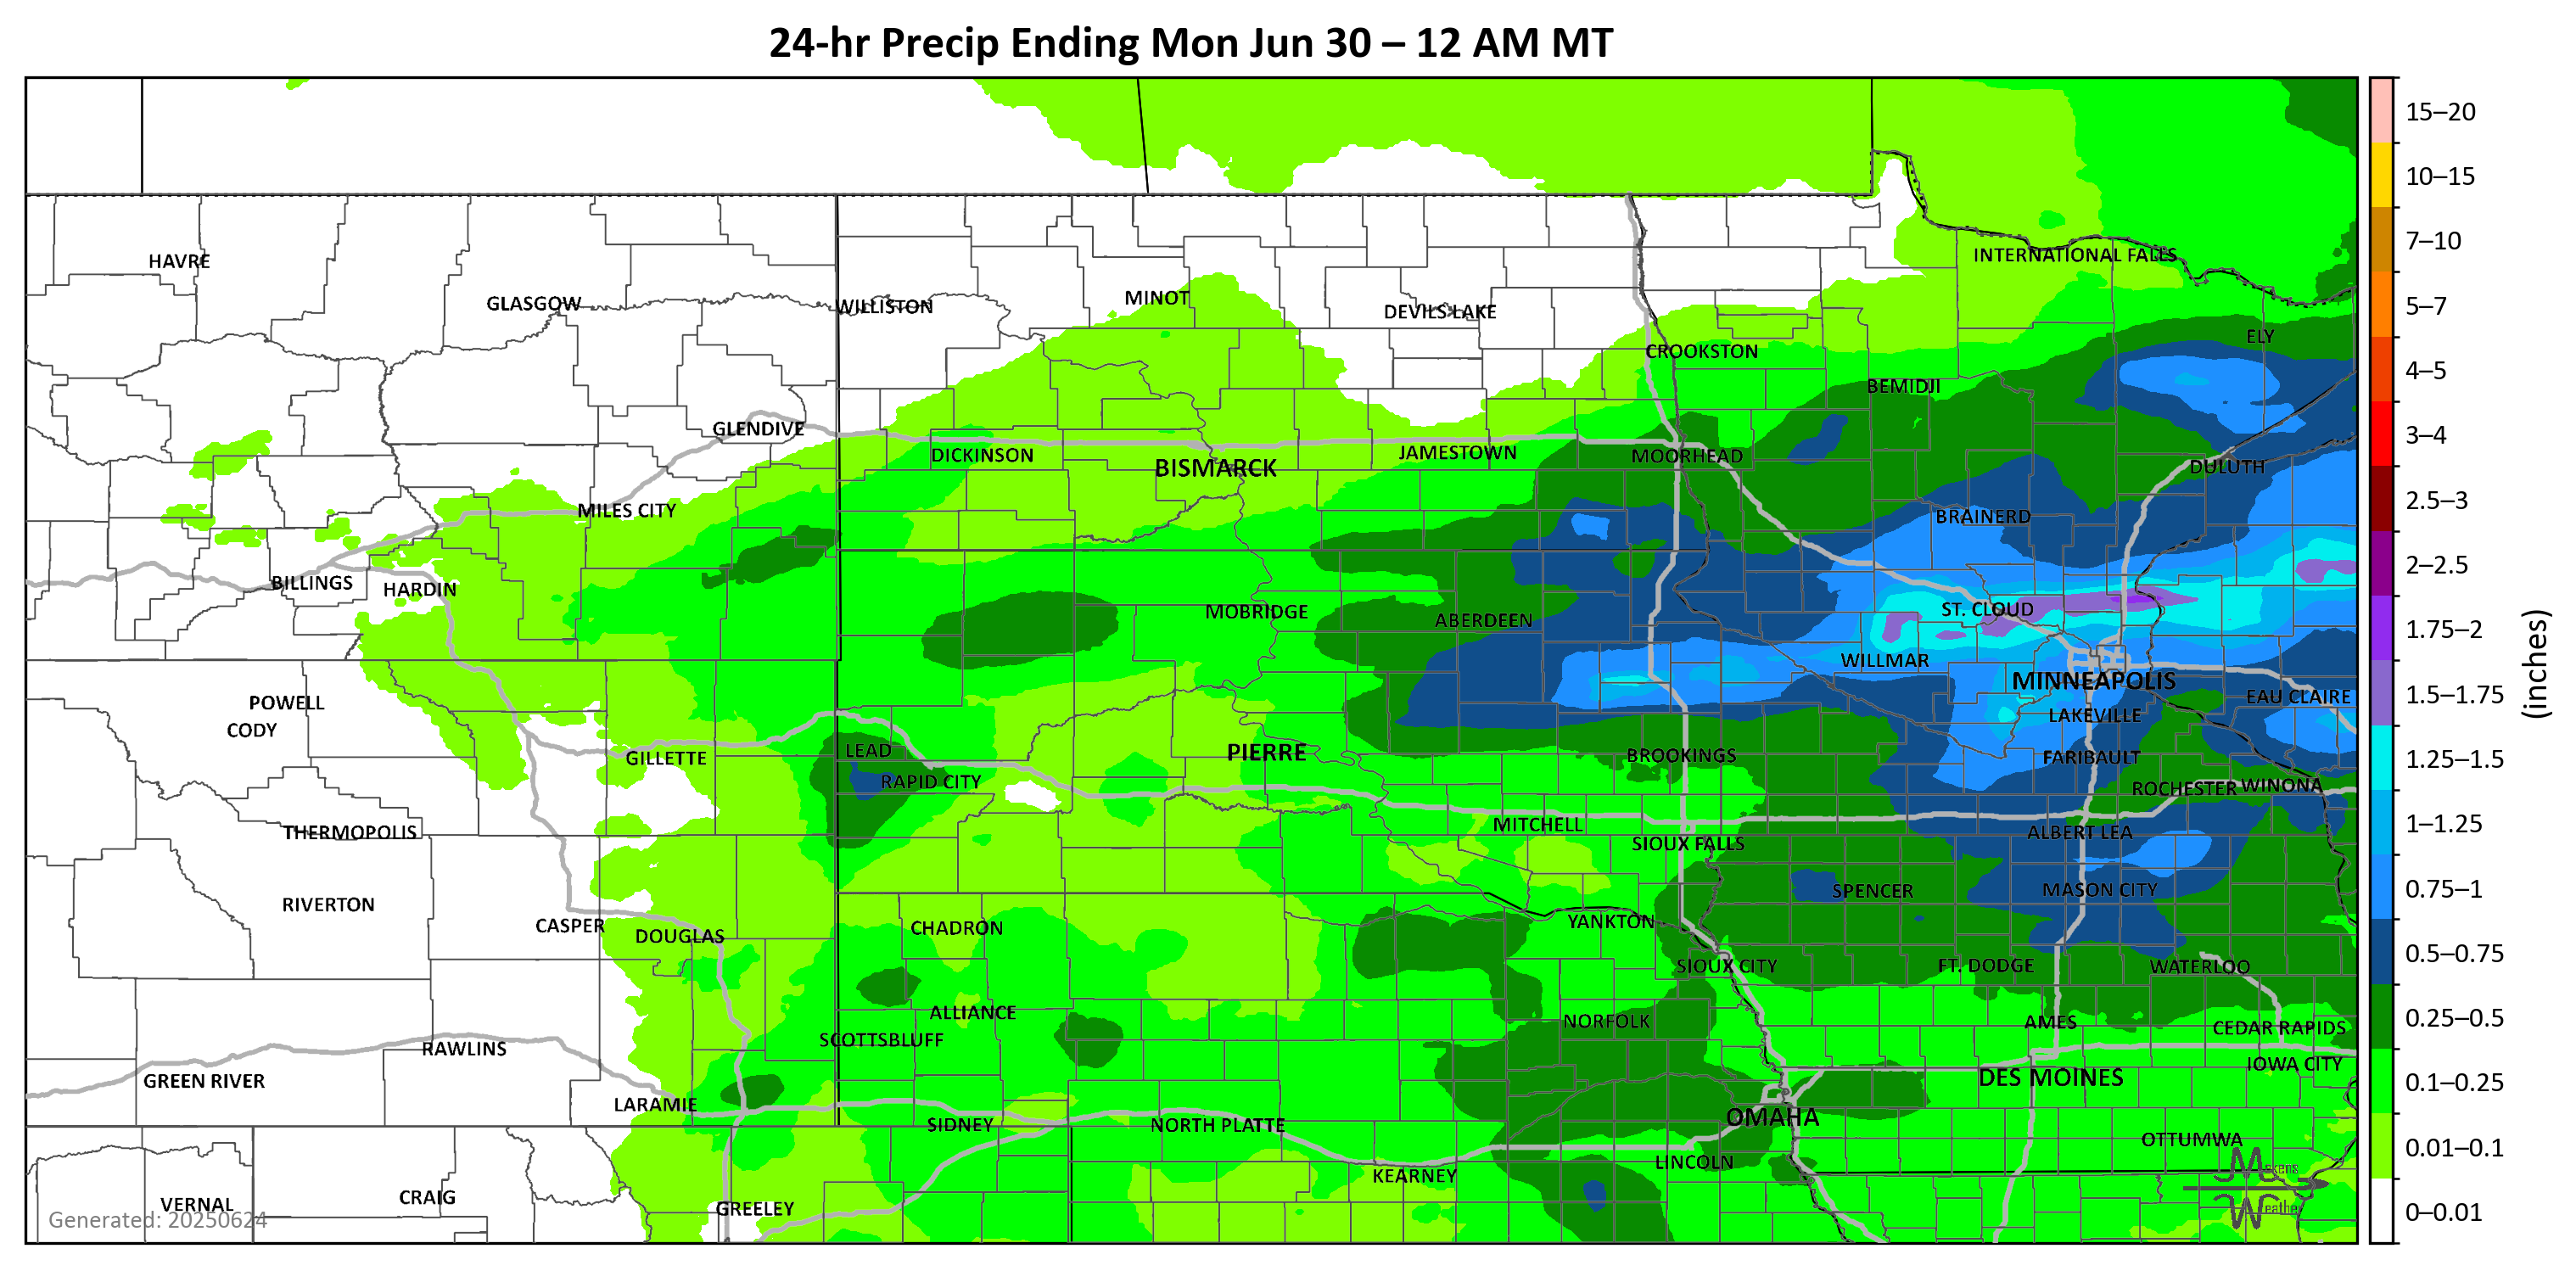 24-hr Precip Ending Mon Jun 30 – 12 AM MT
15–20
10–15
7–10
5–7
4–5
3–4
2.5–3
2–2.5
1.75–2
1.5–1.75
1.25–1.5
1–1.25
0.75–1
0.5–0.75
0.25–0.5
0.1–0.25
0.01–0.1
0–0.01
(inches)
INTERNATIONAL FALLS
HAVRE
MINOT
GLASGOW
WILLISTON
DEVILS LAKE
ELY
CROOKSTON
BEMIDJI
GLENDIVE
DICKINSON
JAMESTOWN
MOORHEAD
BISMARCK
DULUTH
MILES CITY
BRAINERD
BILLINGS
HARDIN
MOBRIDGE
ST. CLOUD
ABERDEEN
WILLMAR
MINNEAPOLIS
EAU CLAIRE
POWELL
LAKEVILLE
CODY
LEAD
PIERRE
GILLETTE
BROOKINGS
FARIBAULT
RAPID CITY
ROCHESTER
WINONA
MITCHELL
THERMOPOLIS
ALBERT LEA
SIOUX FALLS
SPENCER
MASON CITY
RIVERTON
YANKTON
CASPER
CHADRON
DOUGLAS
SIOUX CITY
FT. DODGE
WATERLOO
ALLIANCE
NORFOLK
AMES
CEDAR RAPIDS
SCOTTSBLUFF
RAWLINS
IOWA CITY
GREEN RIVER
DES MOINES
LARAMIE
OMAHA
SIDNEY
NORTH PLATTE
OTTUMWA
LINCOLN
KEARNEY
CRAIG
VERNAL
GREELEY
Generated: 20250624
Weather